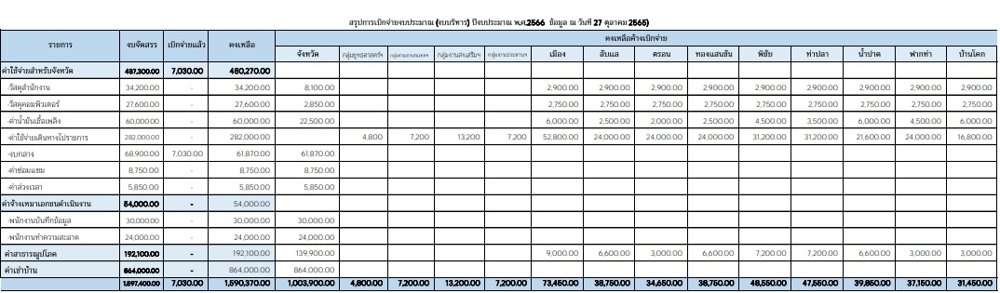 สรุปการเบิกจ่ายงบประมาณ (งบบริหาร) ปีงบประมาณ พ.ศ.2566 ข้อมูล ณ วันที่ 27 ตุลาคม 2565)
รายการ งบจัดสรร เบิกจ่ายแล้ว คงเหลือ คงเหลือค้างเบิกจ่าย
จังหวัด กลุ่มยุทธศาสตร์ฯ กลุ่มสารสนเทศฯ กลุ่มงานส่งเสริมฯ กลุ่มงานประสานฯ เมือง ลับแล ตรอน ทองแสนขัน พิชัย ท่าปลา น้ำปาด ฟากท่า บ้านโคก
ค่าใช้จ่ายสำหรับจังหวัด 487,300.00 7,030.00 480,270.00
-วัสดุสำนักงาน 34,200.00 - 34,200.00 8,100.00 2,900.00 2,900.00 2,900.00 2,900.00 2,900.00 2,900.00 2,900.00 2,900.00 2,900.00
-วัสดุคอมพิวเตอร์ 27,600.00 - 27,600.00 2,850.00 2,750.00 2,750.00 2,750.00 2,750.00 2,750.00 2,750.00 2,750.00 2,750.00 2,750.00
-ค่าน้ำมันเชื้อเพลิง 60,000.00 - 60,000.00 22,500.00 6,000.00 2,500.00 2,000.00 2,500.00 4,500.00 3,500.00 6,000.00 4,500.00 6,000.00
-ค่าใช้จ่ายเดินทางไปราชการ 282,000.00 - 282,000.00 4,800 7,200 13,200 7,200 52,800.00 24,000.00 24,000.00 24,000.00 31,200.00 31,200.00 21,600.00 24,000.00 16,800.00
-งบกลาง 68,900.00 7,030.00 61,870.00 61,870.00
-ค่าซ่อมแซม 8,750.00 - 8,750.00 8,750.00
-ค่าล่วงเวลา 5,850.00 - 5,850.00 5,850.00
ค่าจ้างเหมาเอกชนดำเนินงาน 54,000.00 - 54,000.00
-พนักงานบันทึกข้อมูล 30,000.00 - 30,000.00 30,000.00
-พนักงานทำความสะอาด 24,000.00 - 24,000.00 24,000.00
ค่าสาธารณูปโภค 192,100.00 - 192,100.00 139,900.00 9,000.00 6,600.00 3,000.00 6,600.00 7,200.00 7,200.00 6,600.00 3,000.00 3,000.00
ค่าเช่าบ้าน 864,000.00 - 864,000.00 864,000.00
1,597,400.00 7,030.00 1,590,370.00 1,003,900.00 4,800.00 7,200.00 13,200.00 7,200.00 73,450.00 38,750.00 34,650.00 38,750.00 48,550.00 47,550.00 39,850.00 37,150.00 31,450.00